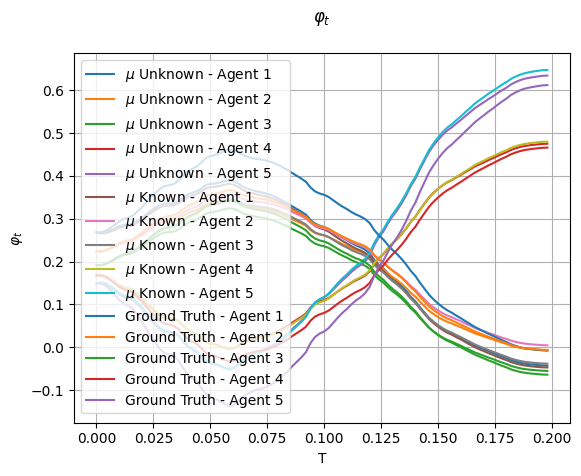 φt
0.6
0.5
0.4
0.3
0.2
0.1
0.0
−0.1
φt
μ Unknown - Agent 1
μ Unknown - Agent 2
μ Unknown - Agent 3
μ Unknown - Agent 4
μ Unknown - Agent 5
μ Known - Agent 1
μ Known - Agent 2
μ Known - Agent 3
μ Known - Agent 4
μ Known - Agent 5
Ground Truth - Agent 1
Ground Truth - Agent 2
Ground Truth - Agent 3
Ground Truth - Agent 4
Ground Truth - Agent 5
0.000 0.025 0.050 0.075 0.100 0.125 0.150 0.175 0.200
T